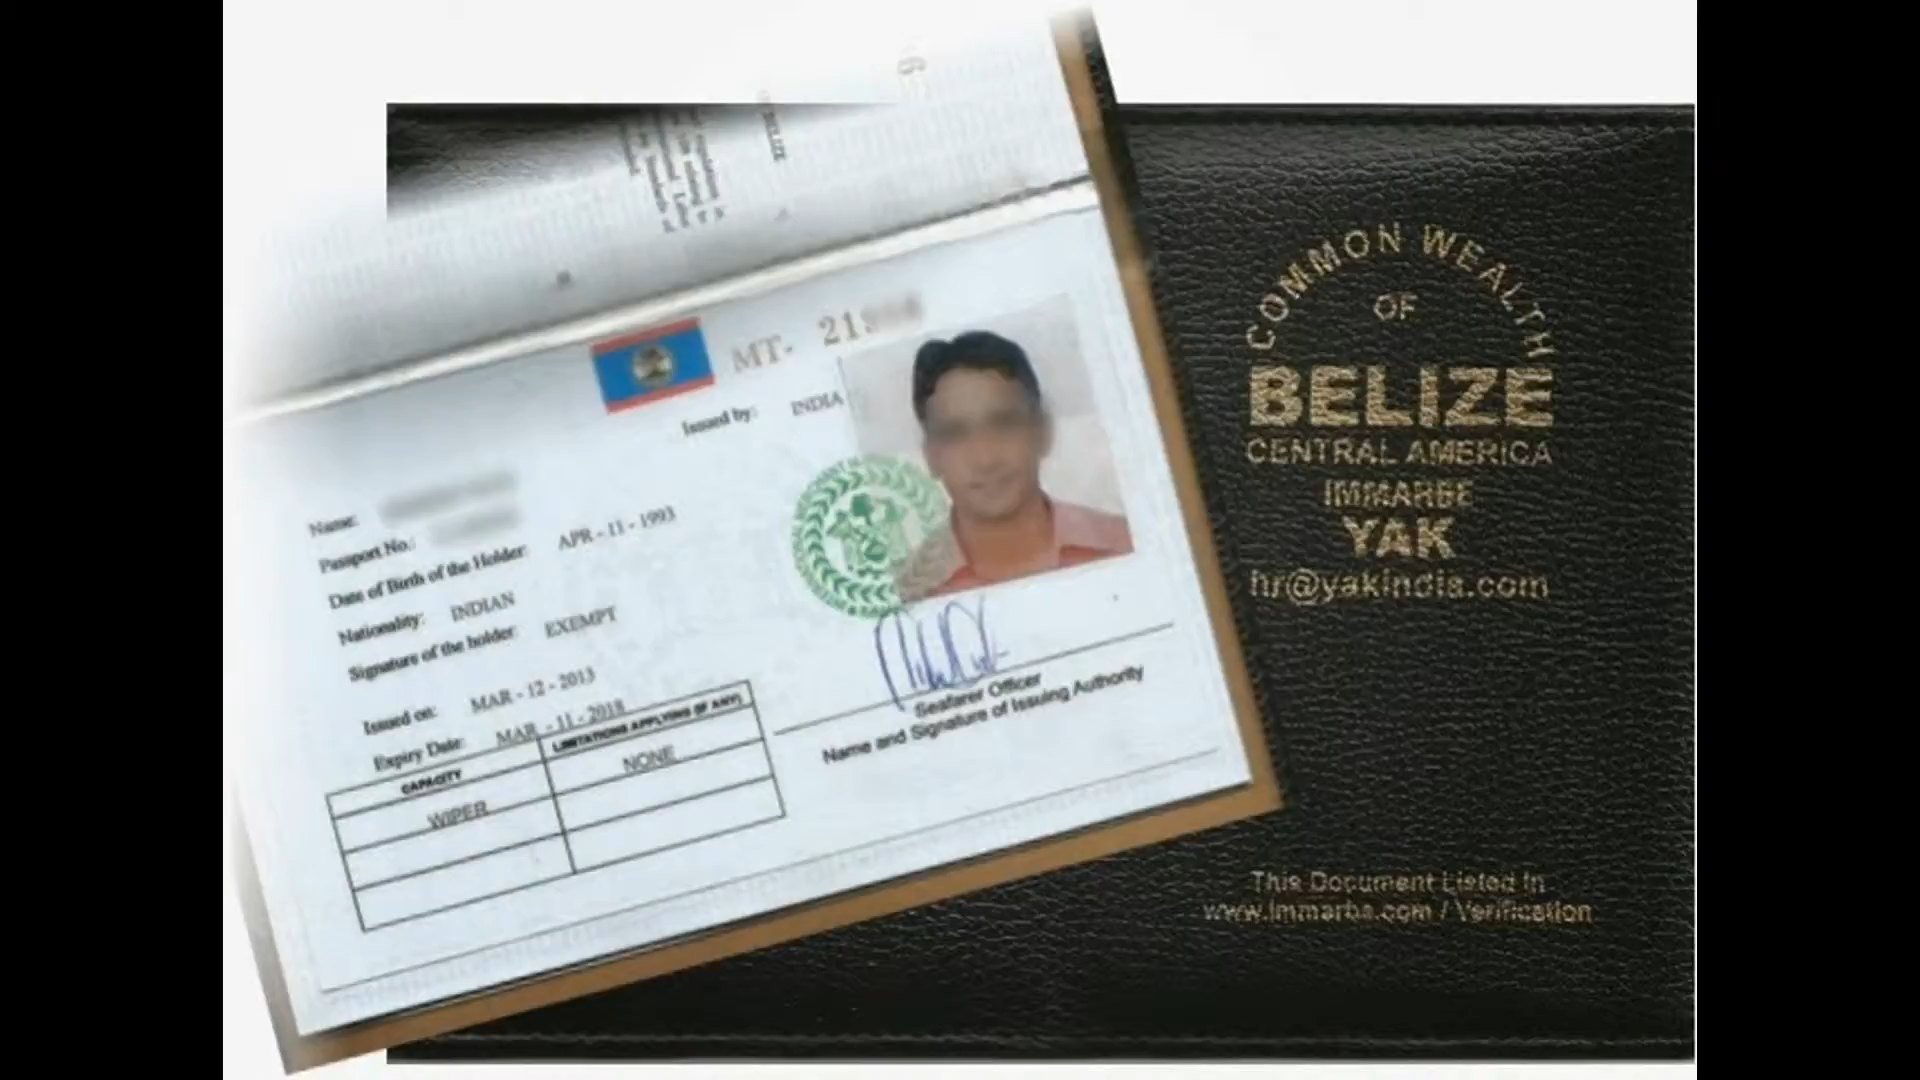 BELIZE
MT- 21
Issued by: INDIA
Name:
Passport No.:
Date of Birth of the Holder: APR - 11 - 1993
Nationality: INDIAN
Signature of the holder: EXEMPT
Issued on: MAR - 12 - 2013
Expiry Date: MAR - 11 - 2018
CAPACITY LIMITATIONS APPLYING (IF ANY)
WIPER NONE
Seafarer Officer
Name and Signature of Issuing Authority
COMMON WEALTH
OF
BELIZE
CENTRAL AMERICA
IMMARBE
YAK
hr@yakindia.com
This Document Listed In
www.immarbe.com / Verification